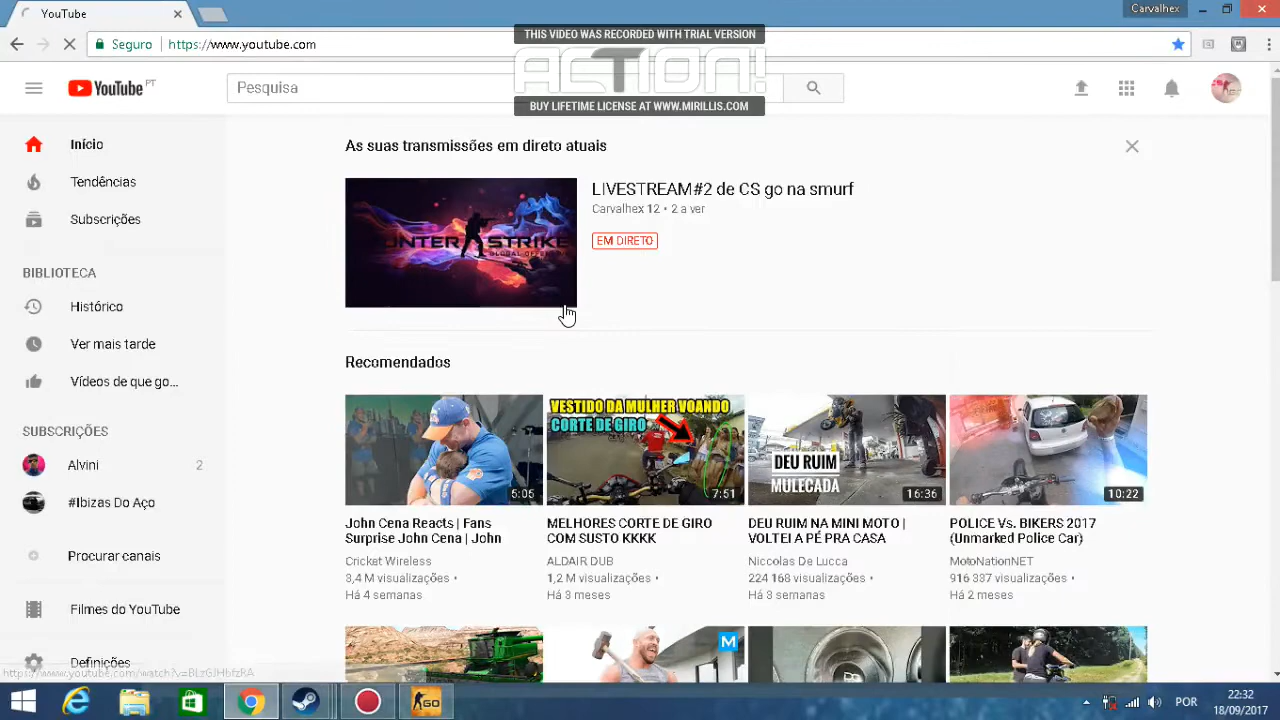 YouTube
Carvalhex
Seguro
https://www.youtube.com
THIS VIDEO WAS RECORDED WITH TRIAL VERSION
ACTION!
BUY LIFETIME LICENSE AT WWW.MIRILLIS.COM
YouTube PT
Pesquisa
Início
Tendências
Subscrições
BIBLIOTECA
Histórico
Ver mais tarde
Vídeos de que go...
SUBSCRIÇÕES
Alvini 2
#Ibizas Do Aço
Procurar canais
Filmes do YouTube
Definições
As suas transmissões em direto atuais
UNTER STRIKE
GLOBAL OFFENSIVE
LIVESTREAM#2 de CS go na smurf
Carvalhex 12 • 2 a ver
EM DIRETO
Recomendados
5:05
John Cena Reacts | Fans
Surprise John Cena | John
Cricket Wireless
3,4 M visualizações •
Há 4 semanas
VESTIDO DA MULHER VOANDO
CORTE DE GIRO
7:51
MELHORES CORTE DE GIRO
COM SUSTO KKKK
ALDAIR DUB
1,2 M visualizações •
Há 3 meses
DEU RUIM
MULECADA
16:36
DEU RUIM NA MINI MOTO |
VOLTEI A PÉ PRA CASA
Niccolas De Lucca
224 168 visualizações •
Há 3 semanas
10:22
POLICE Vs. BIKERS 2017
(Unmarked Police Car)
MotoNationNET
916 337 visualizações •
Há 2 meses
M
GO
POR
22:32
18/09/2017